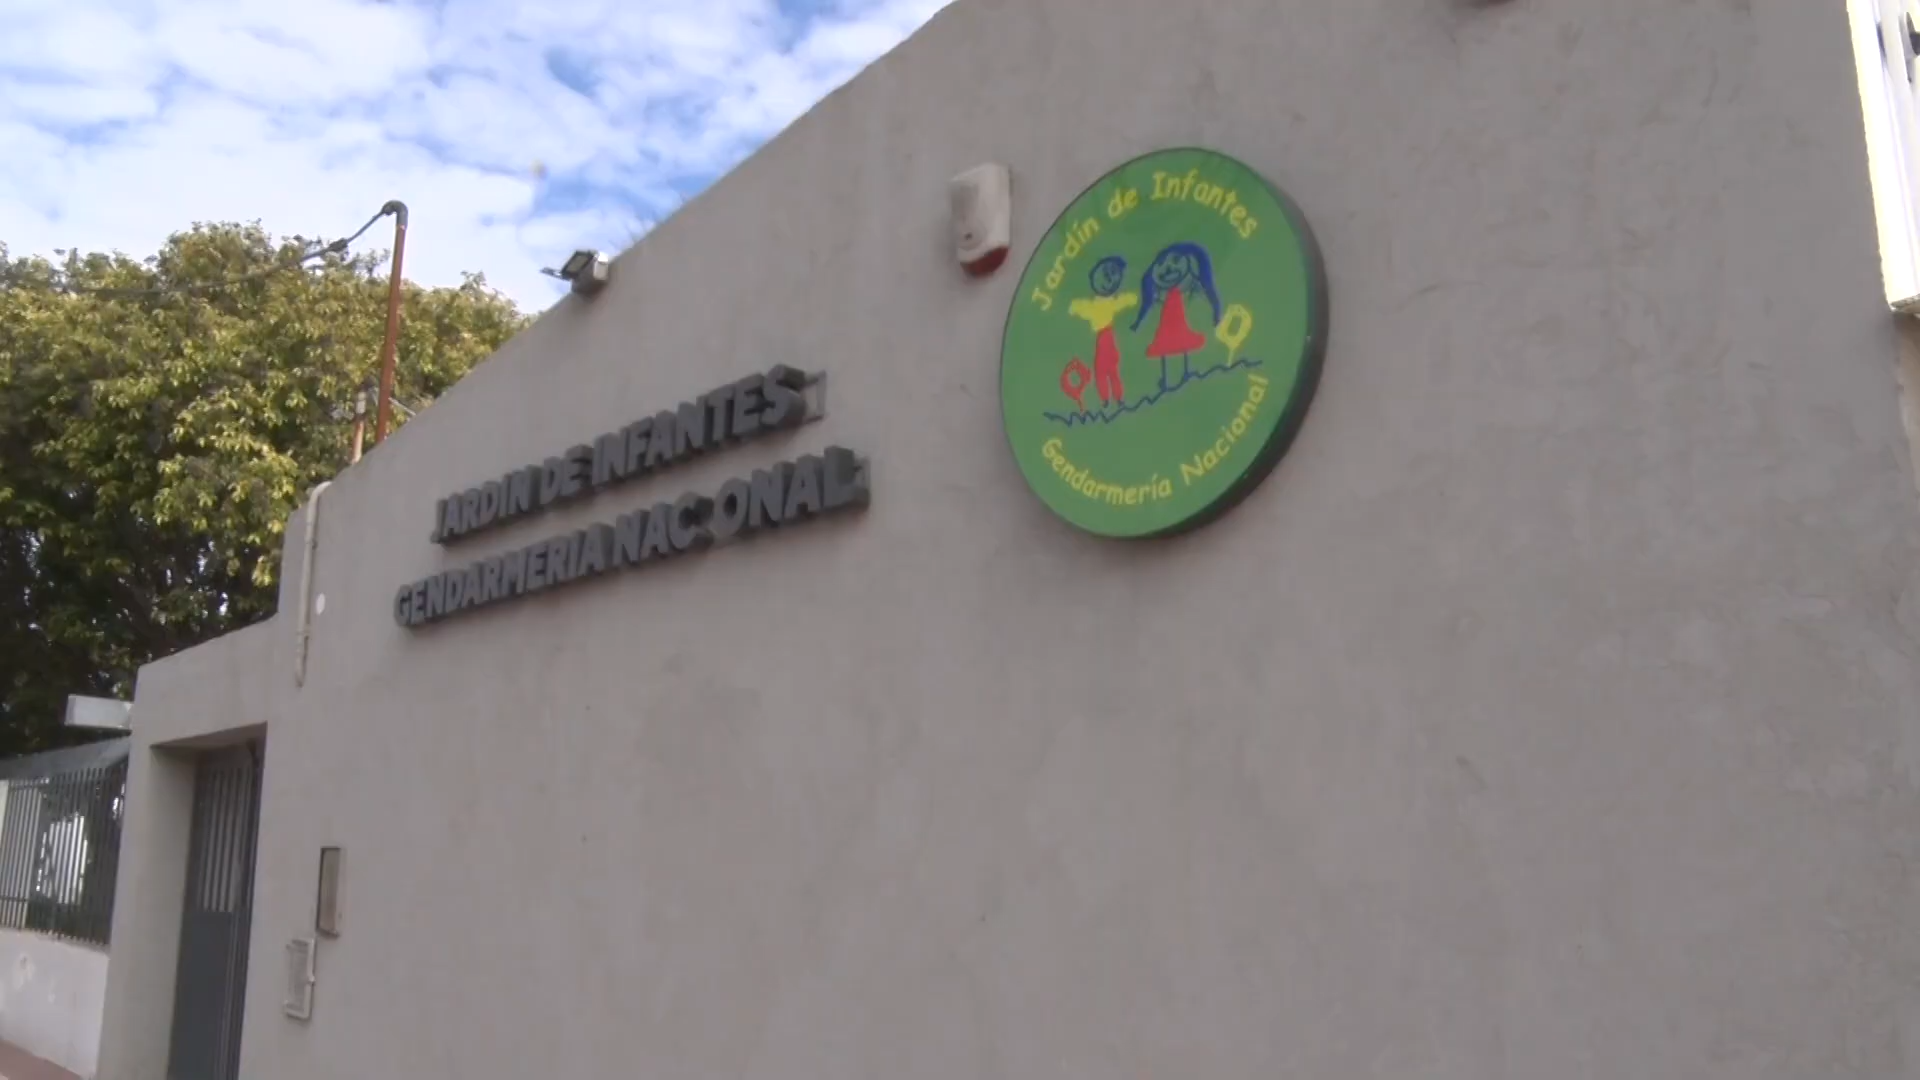 JARDIN DE INFANTES
GENDARMERIA NAC ONAL
Jardín de Infantes
Gendarmería Nacional